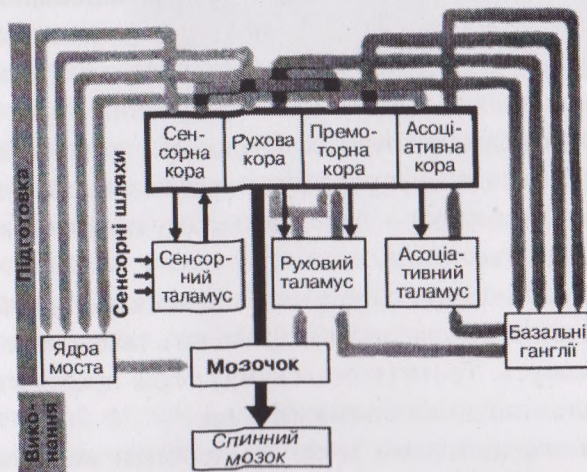 Підготовка
Сен-
сорна
кора
Рухова
кора
Премо-
торна
кора
Асоці-
ативна
кора
Сенсорні шляхи
Сенсор-
ний
таламус
Руховий
таламус
Асоціа-
тивний
таламус
Ядра
моста
Мозочок
Базальні
ганглії
Вико-
нання
Спинний
мозок